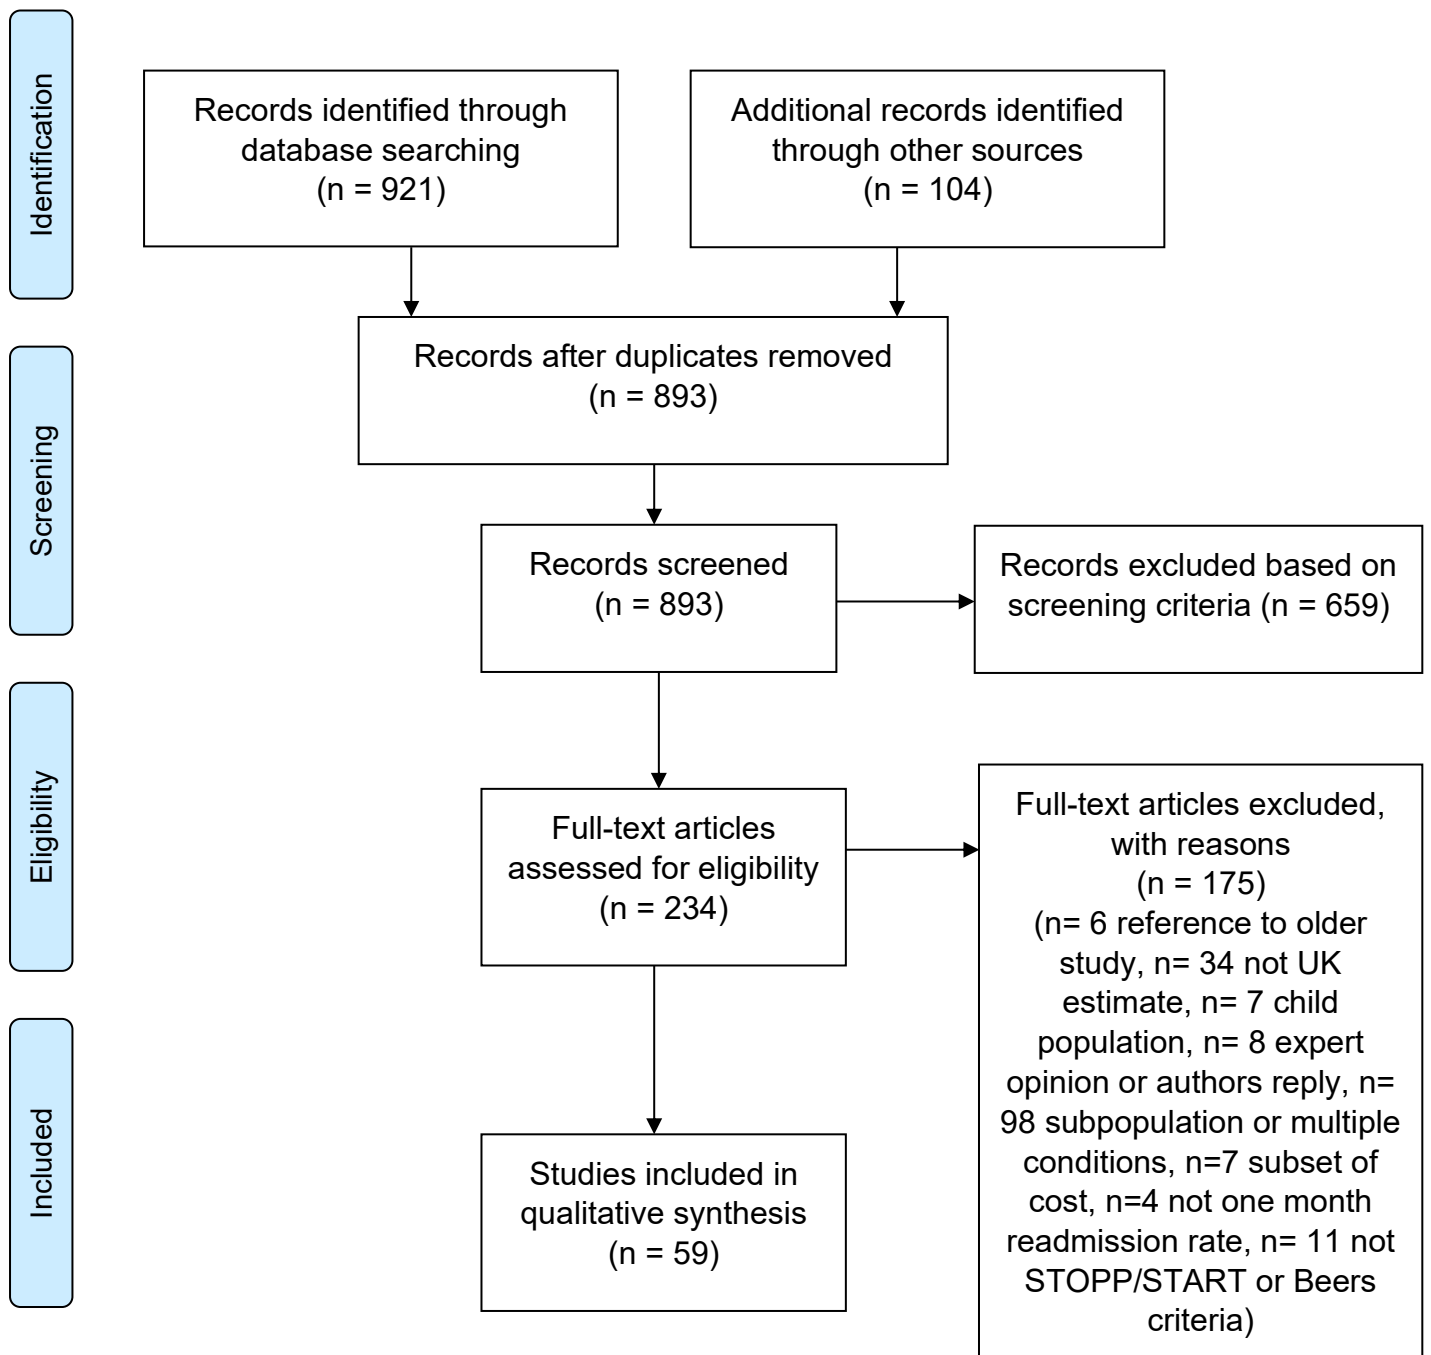 Identification
Records identified through
database searching
(n = 921)
Additional records identified
through other sources
(n = 104)
Records after duplicates removed
(n = 893)
Screening
Records screened
(n = 893)
Records excluded based on
screening criteria (n = 659)
Eligibility
Full-text articles
assessed for eligibility
(n = 234)
Full-text articles excluded,
with reasons
(n = 175)
(n= 6 reference to older
study, n= 34 not UK
estimate, n= 7 child
population, n= 8 expert
opinion or authors reply, n=
98 subpopulation or multiple
conditions, n=7 subset of
cost, n=4 not one month
readmission rate, n= 11 not
STOPP/START or Beers
criteria)
Included
Studies included in
qualitative synthesis
(n = 59)